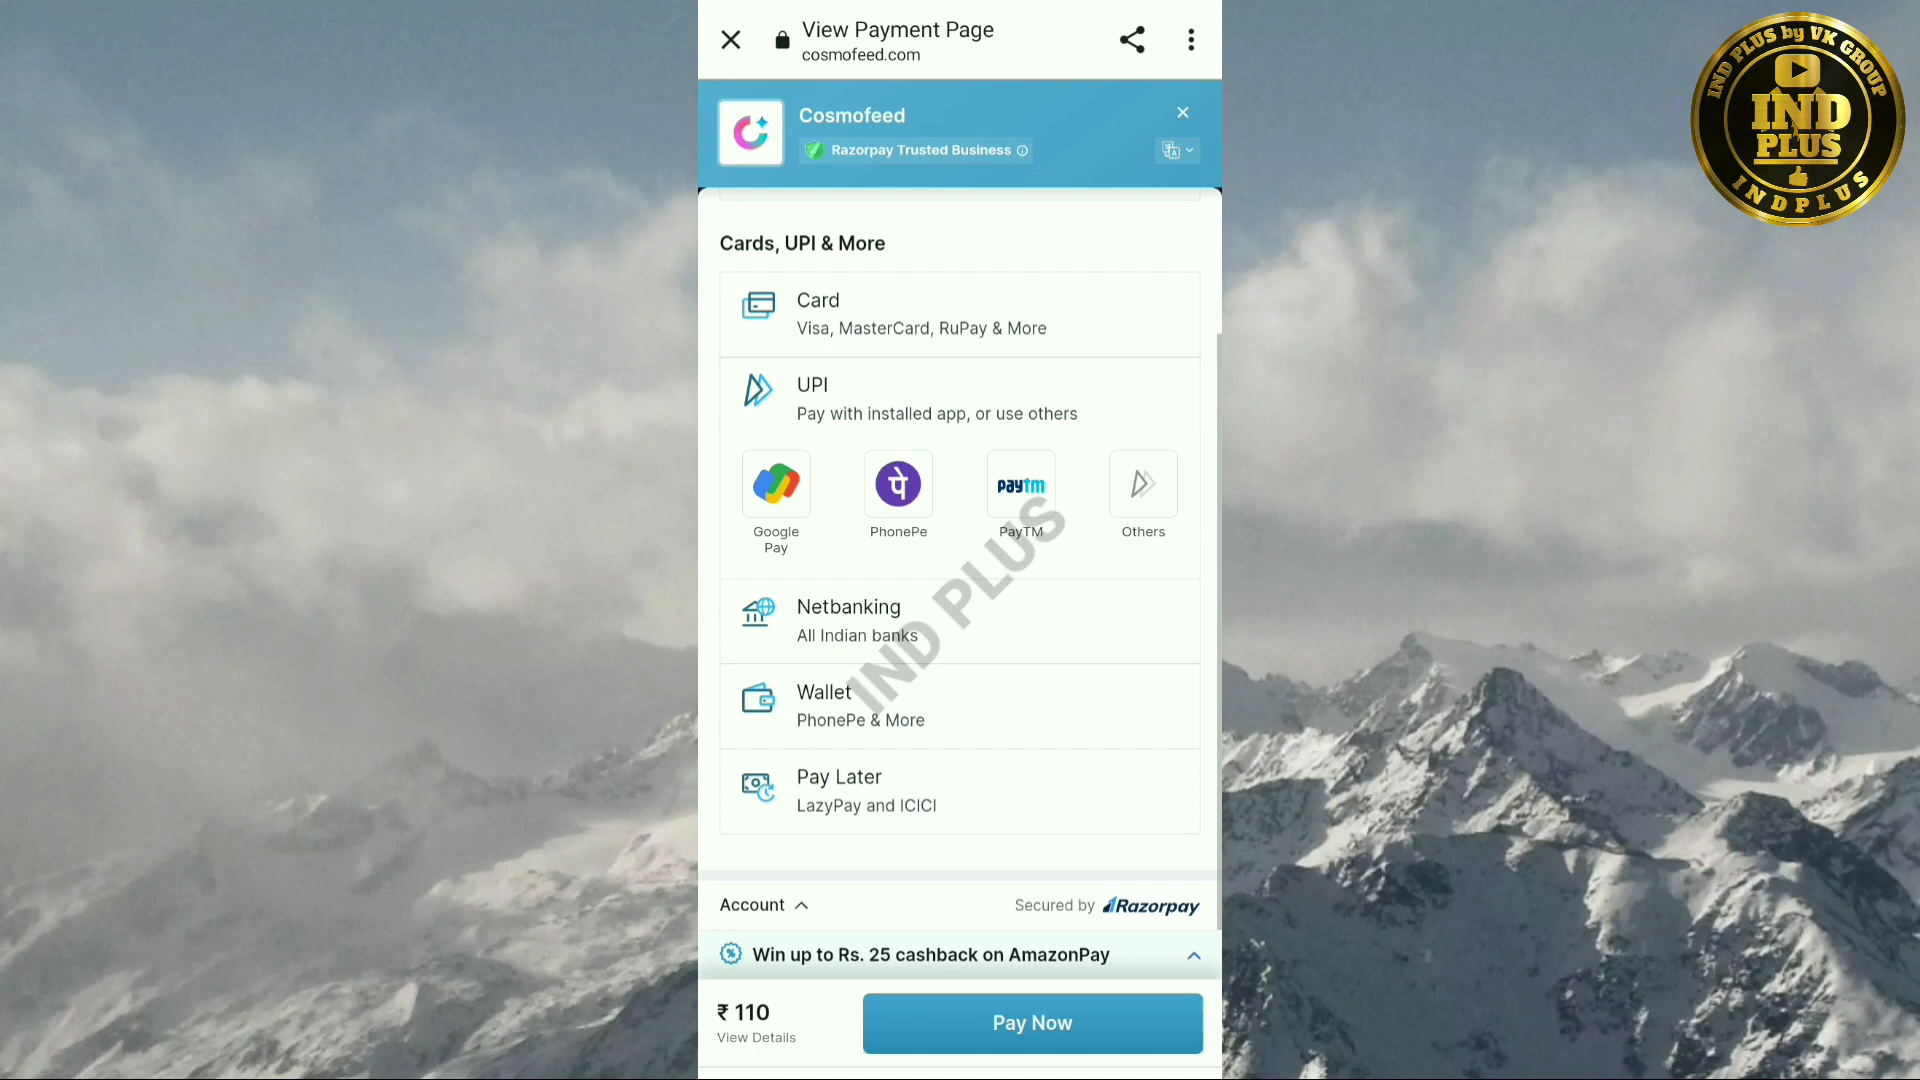 View Payment Page
cosmofeed.com
Cosmofeed
Razorpay Trusted Business
Cards, UPI & More
Card
Visa, MasterCard, RuPay & More
UPI
Pay with installed app, or use others
पे
paytm
Google
Pay
PhonePe
PayTM
Others
Netbanking
All Indian banks
Wallet
PhonePe & More
Pay Later
LazyPay and ICICI
IND PLUS
Account
Secured by Razorpay
Win up to Rs. 25 cashback on AmazonPay
₹ 110
View Details
Pay Now
IND PLUS by VK GROUP
IND
PLUS
INDPLUS